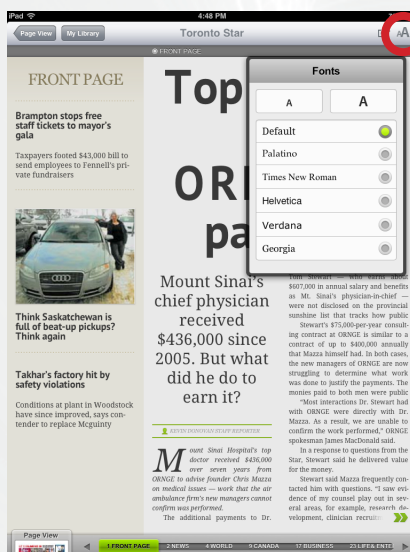 iPad
4:48 PM
Page View
My Library
Toronto Star
AA
FRONT PAGE
FRONT PAGE
Brampton stops free
staff tickets to mayor's
gala
Taxpayers footed $43,000 bill to
send employees to Fennell's pri-
vate fundraisers
Think Saskatchewan is
full of beat-up pickups?
Think again
Takhar's factory hit by
safety violations
Conditions at plant in Woodstock
have since improved, says con-
tender to replace Mcguinty
Top
ORN
pa
Fonts
A
A
Default
Palatino
Times New Roman
Helvetica
Verdana
Georgia
Mount Sinai's
chief physician
received
$436,000 since
2005. But what
did he do to
earn it?
KEVIN DONOVAN STAFF REPORTER
Mount Sinai Hospital's top
doctor received $436,000
over seven years from
ORNGE to advise founder Chris Mazza
on medical issues — work that the air
ambulance firm's new managers cannot
confirm was performed.
The additional payments to Dr.
Tom Stewart — who earns about
$607,000 in annual salary and benefits
as Mt. Sinai's physician-in-chief —
were not disclosed on the provincial
sunshine list that tracks how public
Stewart's $75,000-per-year consult-
ing contract at ORNGE is similar to a
contract of up to $400,000 annually
that Mazza himself had. In both cases,
the new managers of ORNGE are now
struggling to determine what work
was done to justify the payments. The
monies paid to both men were public
"Most interactions Dr. Stewart had
with ORNGE were directly with Dr.
Mazza. As a result, we are unable to
confirm the work performed," ORNGE
spokesman James MacDonald said.
In a response to questions from the
Star, Stewart said he delivered value
for the money.
Stewart said Mazza frequently con-
tacted him with questions. "I saw evi-
dence of my counsel play out in sev-
eral areas, for example, research de-
velopment, clinician recruit
Page View
1 FRONT PAGE
2 NEWS
4 WORLD
9 CANADA
17 BUSINESS
23 LIFE& ENTE